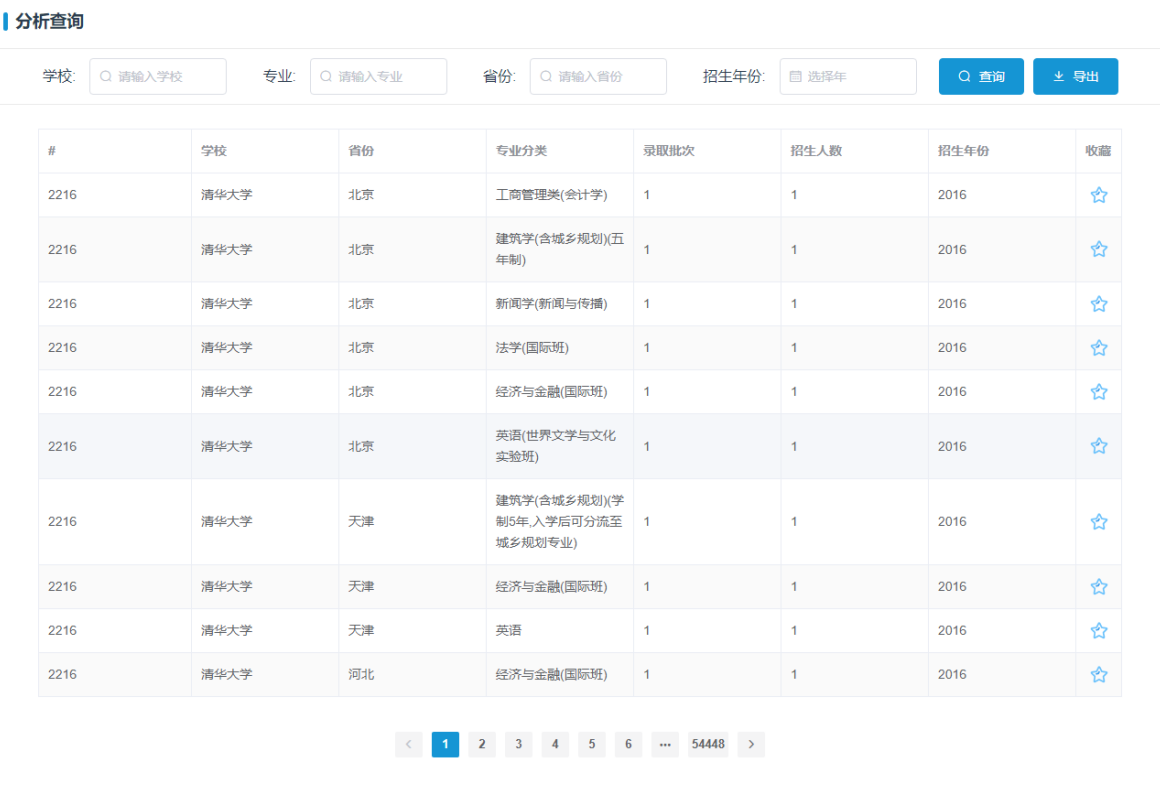 分析查询
学校: 请输入学校 专业: 请输入专业 省份: 请输入省份 招生年份: 选择年 查询 导出
# 学校 省份 专业分类 录取批次 招生人数 招生年份 收藏
2216 清华大学 北京 工商管理类(会计学) 1 1 2016
2216 清华大学 北京 建筑学(含城乡规划)(五
年制) 1 1 2016
2216 清华大学 北京 新闻学(新闻与传播) 1 1 2016
2216 清华大学 北京 法学(国际班) 1 1 2016
2216 清华大学 北京 经济与金融(国际班) 1 1 2016
2216 清华大学 北京 英语(世界文学与文化
实验班) 1 1 2016
2216 清华大学 天津 建筑学(含城乡规划)(学
制5年,入学后可分流至
城乡规划专业) 1 1 2016
2216 清华大学 天津 经济与金融(国际班) 1 1 2016
2216 清华大学 天津 英语 1 1 2016
2216 清华大学 河北 经济与金融(国际班) 1 1 2016
< 1 2 3 4 5 6 ··· 54448 >